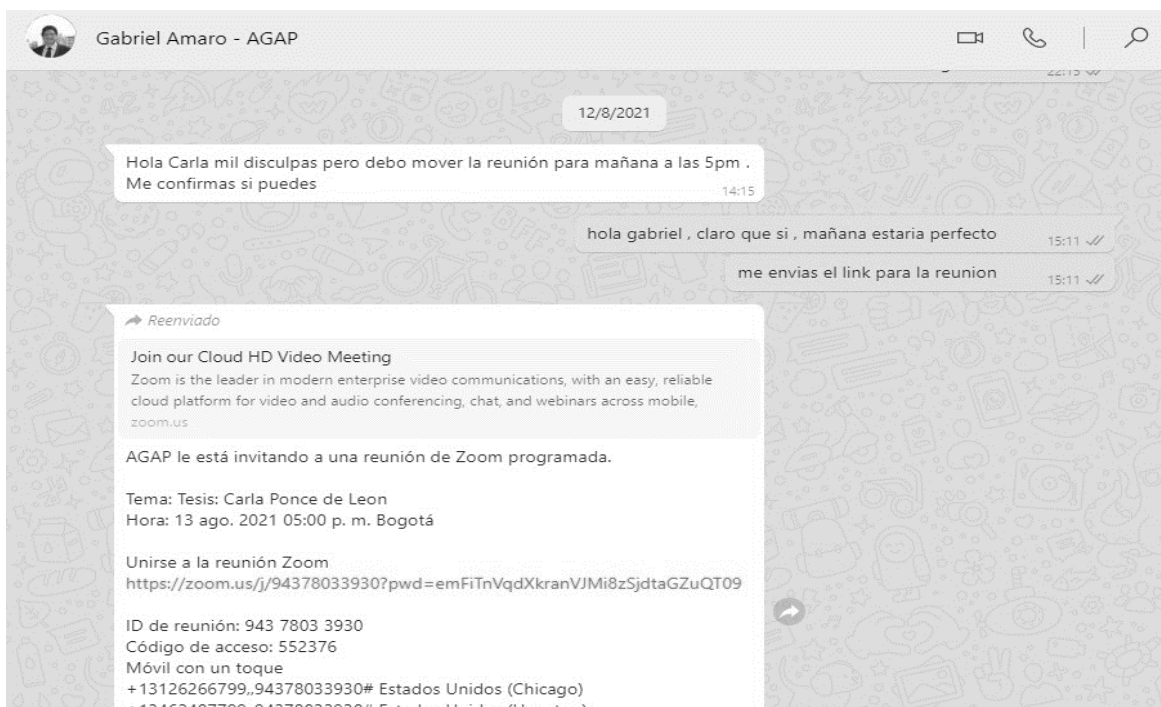 Gabriel Amaro - AGAP
22:15
12/8/2021
Hola Carla mil disculpas pero debo mover la reunión para mañana a las 5pm .
Me confirmas si puedes
14:15
hola gabriel , claro que si , mañana estaria perfecto
15:11
me envias el link para la reunion
15:11
Reenviado
Join our Cloud HD Video Meeting
Zoom is the leader in modern enterprise video communications, with an easy, reliable
cloud platform for video and audio conferencing, chat, and webinars across mobile,
zoom.us
AGAP le está invitando a una reunión de Zoom programada.
Tema: Tesis: Carla Ponce de Leon
Hora: 13 ago. 2021 05:00 p. m. Bogotá
Unirse a la reunión Zoom
https://zoom.us/j/94378033930?pwd=emFiTnVqdXkranVJMi8zSjdtaGZuQT09
ID de reunión: 943 7803 3930
Código de acceso: 552376
Móvil con un toque
+13126266799,,94378033930# Estados Unidos (Chicago)